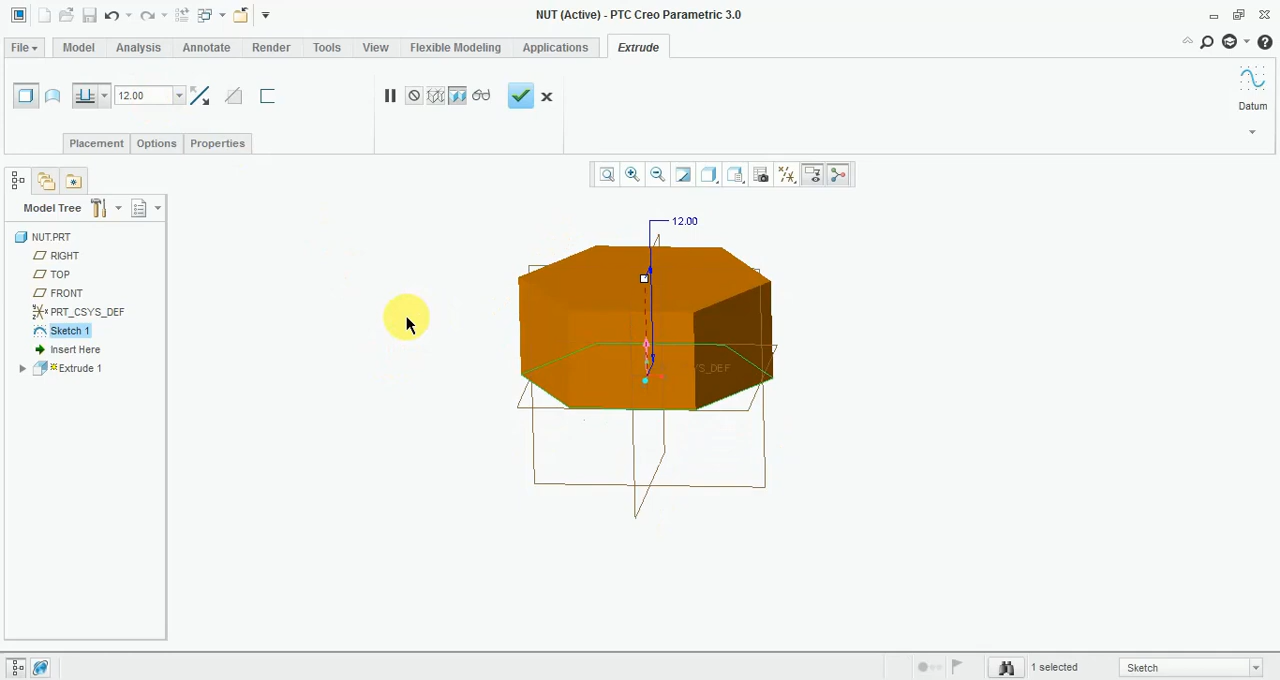 NUT (Active) - PTC Creo Parametric 3.0
File Model Analysis Annotate Render Tools View Flexible Modeling Applications Extrude
12.00
Datum
Placement Options Properties
Model Tree
NUT.PRT
RIGHT
TOP
FRONT
PRT_CSYS_DEF
Sketch 1
Insert Here
Extrude 1
12.00
YS_DEF
1 selected
Sketch